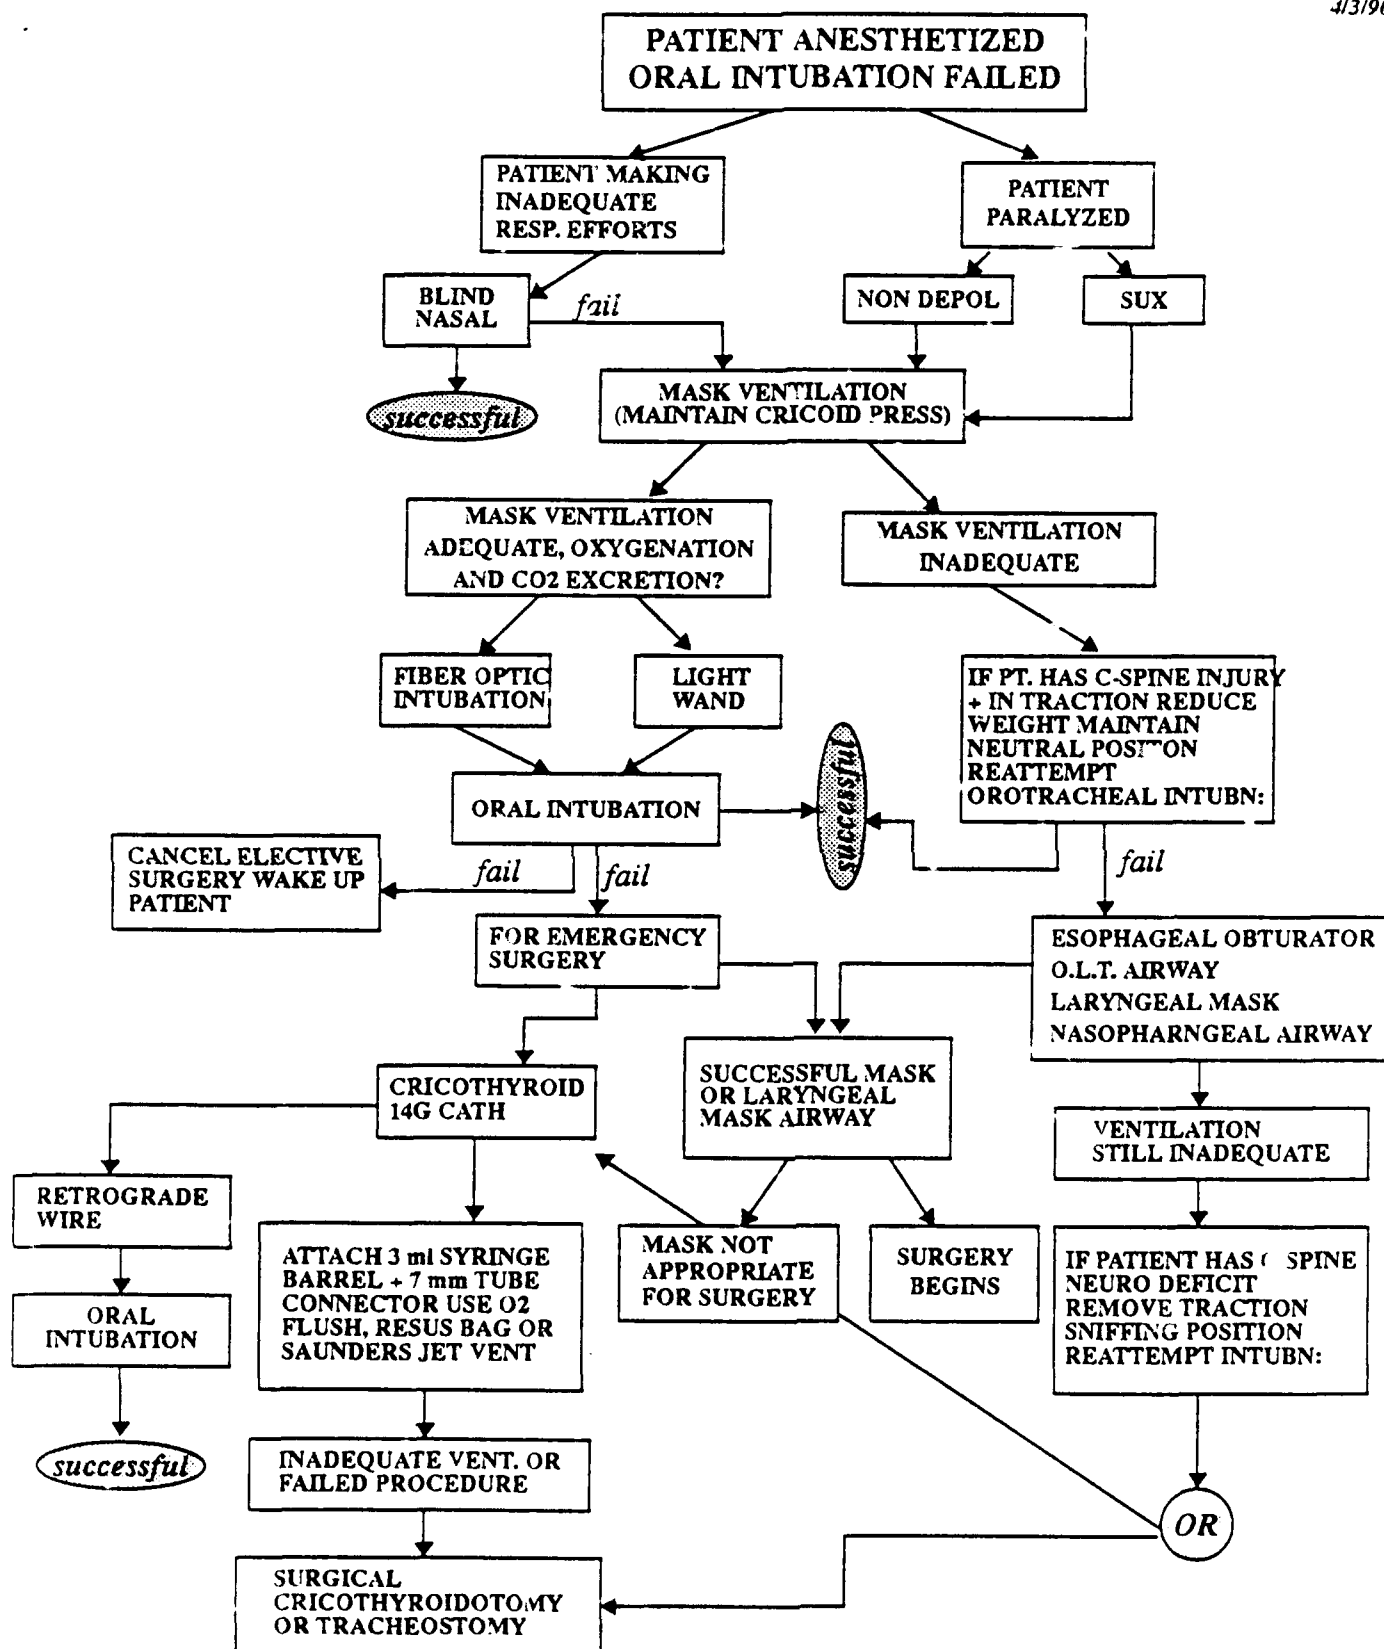 4/3/90
PATIENT ANESTHETIZED
ORAL INTUBATION FAILED
PATIENT MAKING
INADEQUATE
RESP. EFFORTS
PATIENT
PARALYZED
BLIND
NASAL
fail
NON DEPOL
SUX
successful
MASK VENTILATION
(MAINTAIN CRICOID PRESS)
MASK VENTILATION
ADEQUATE, OXYGENATION
AND CO2 EXCRETION?
MASK VENTILATION
INADEQUATE
FIBER OPTIC
INTUBATION
LIGHT
WAND
IF PT. HAS C-SPINE INJURY
+ IN TRACTION REDUCE
WEIGHT MAINTAIN
NEUTRAL POSITION
REATTEMPT
OROTRACHEAL INTUBN:
successful
ORAL INTUBATION
CANCEL ELECTIVE
SURGERY WAKE UP
PATIENT
fail
fail
fail
FOR EMERGENCY
SURGERY
ESOPHAGEAL OBTURATOR
O.L.T. AIRWAY
LARYNGEAL MASK
NASOPHARNGEAL AIRWAY
CRICOTHYROID
14G CATH
SUCCESSFUL MASK
OR LARYNGEAL
MASK AIRWAY
VENTILATION
STILL INADEQUATE
RETROGRADE
WIRE
ATTACH 3 ml SYRINGE
BARREL + 7 mm TUBE
CONNECTOR USE O2
FLUSH, RESUS BAG OR
SAUNDERS JET VENT
MASK NOT
APPROPRIATE
FOR SURGERY
SURGERY
BEGINS
IF PATIENT HAS C SPINE
NEURO DEFICIT
REMOVE TRACTION
SNIFFING POSITION
REATTEMPT INTUBN:
ORAL
INTUBATION
successful
INADEQUATE VENT. OR
FAILED PROCEDURE
OR
SURGICAL
CRICOTHYROIDOTOMY
OR TRACHEOSTOMY